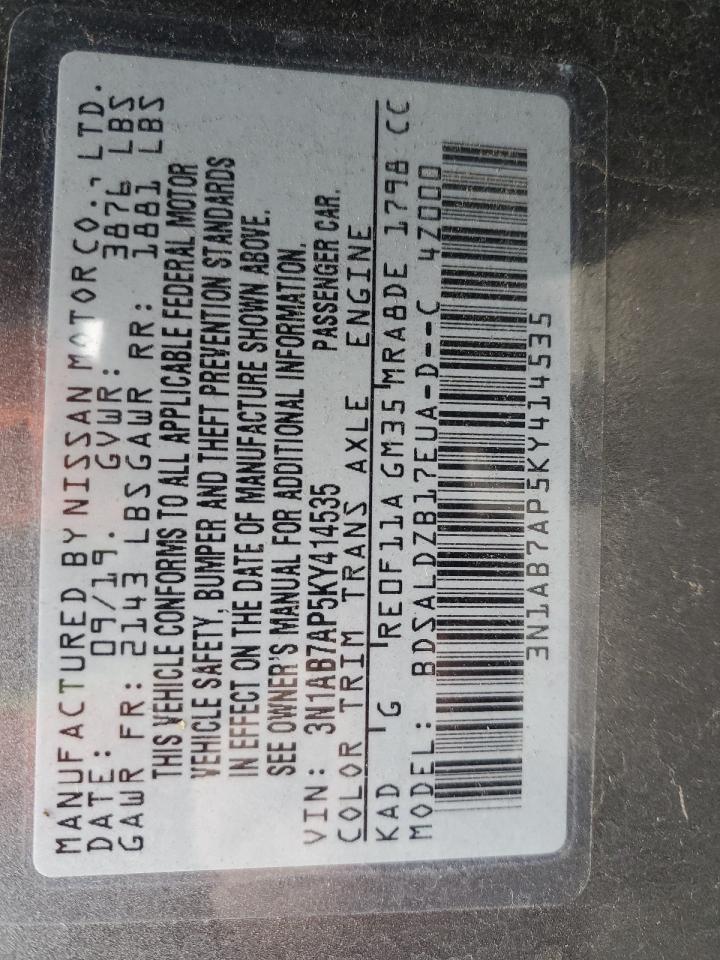 MANUFACTURED BY NISSAN MOTOR CO., LTD.
DATE: 09/19. GVWR: 3876 LBS
GAWR FR: 2143 LBS GAWR RR: 1881 LBS
THIS VEHICLE CONFORMS TO ALL APPLICABLE FEDERAL MOTOR
VEHICLE SAFETY, BUMPER AND THEFT PREVENTION STANDARDS
IN EFFECT ON THE DATE OF MANUFACTURE SHOWN ABOVE.
SEE OWNER'S MANUAL FOR ADDITIONAL INFORMATION.
VIN: 3N1AB7AP5KY414535 PASSENGER CAR.
COLOR TRIM TRANS AXLE ENGINE
KAD G RE0F11A GM35 MRA8DE 1798 CC
MODEL: BDSALDZB17EUA-D--C 4Z000
3N1AB7AP5KY414535